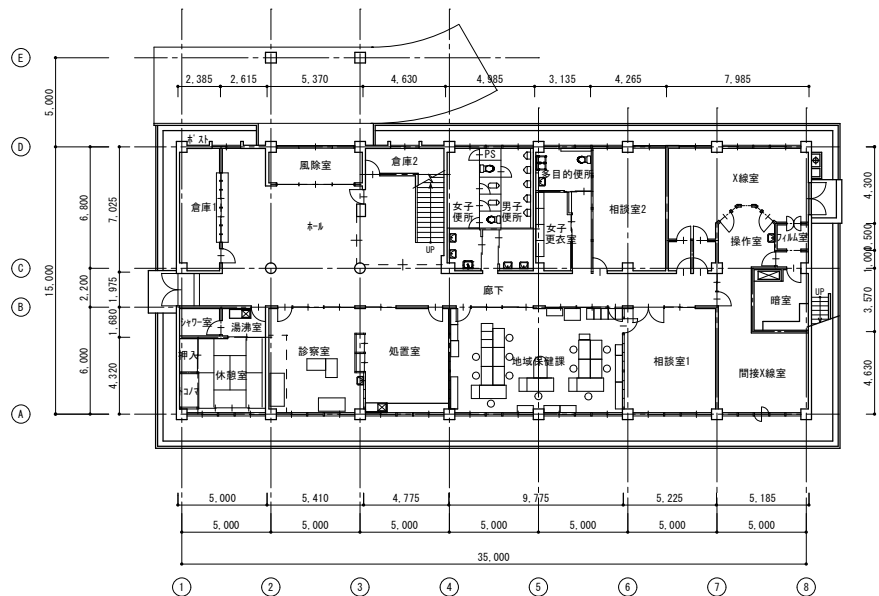 E
2,385 2,615 5,370 4,630 4,985 3,135 4,265 7,985
5,000
D
ﾎﾟｽﾄ
風除室
倉庫2
PS
多目的便所
X線室
倉庫1
ホール
女子
便所
男子
便所
女子
更衣室
相談室2
操作室
フィルム室
UP
6,800
7,025
4,300
1,500
1,000
15,000
C
廊下
2,200
1,975
3,570
暗室
UP
B
シャワー室
湯沸室
1,680
診察室
処置室
地域保健課
相談室1
間接X線室
押入
休憩室
トコノマ
6,000
4,320
4,630
A
5,000 5,410 4,775 9,775 5,225 5,185
5,000 5,000 5,000 5,000 5,000 5,000 5,000
35,000
1 2 3 4 5 6 7 8